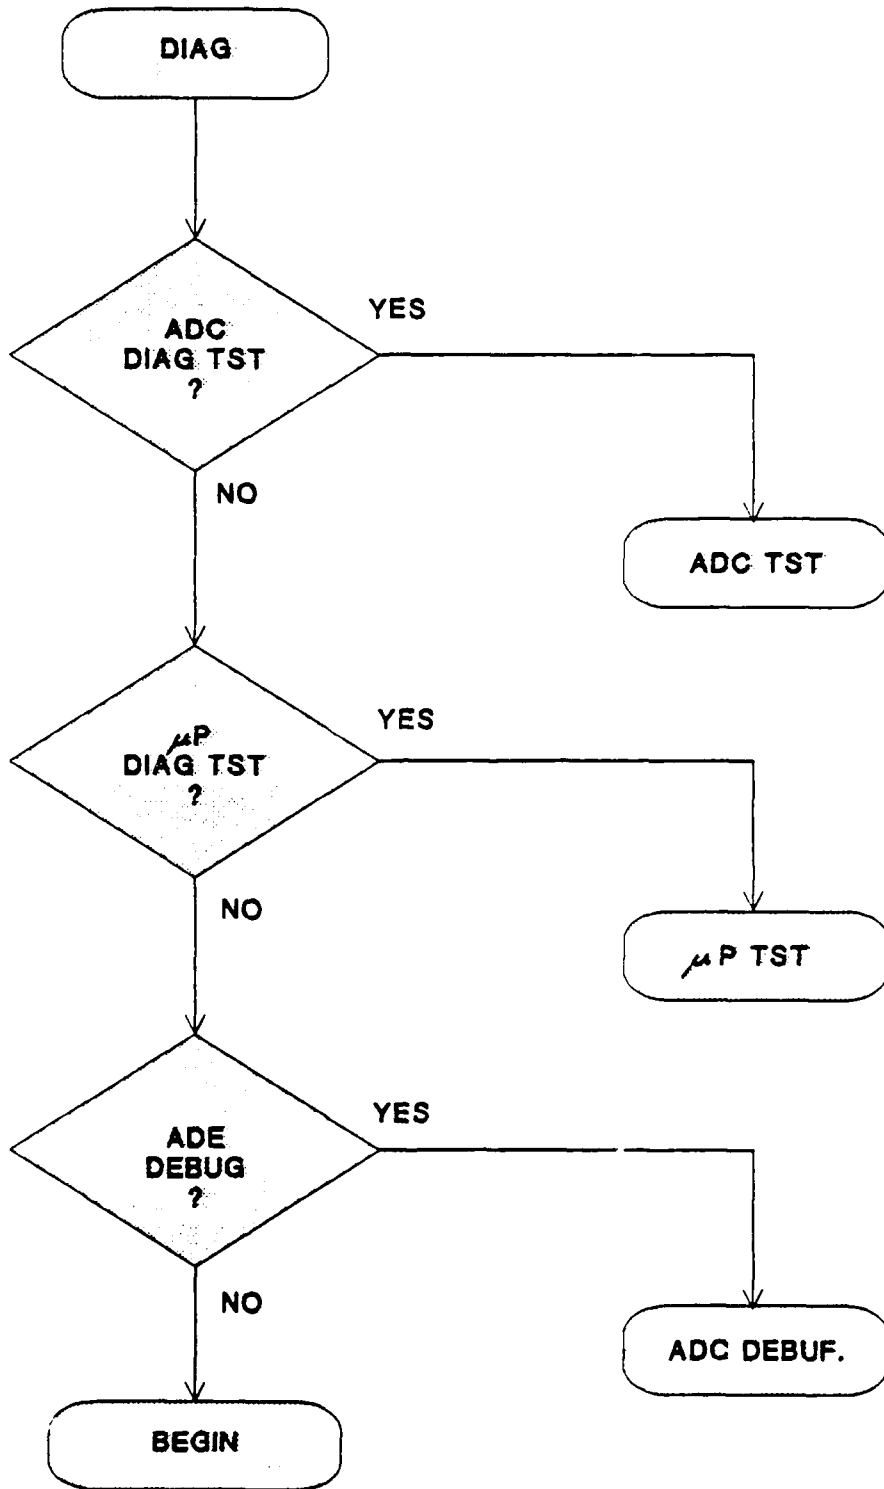 DIAG
ADC
DIAG TST
?
YES
NO
ADC TST
μP
DIAG TST
?
YES
NO
μP TST
ADE
DEBUG
?
YES
NO
ADC DEBUF.
BEGIN